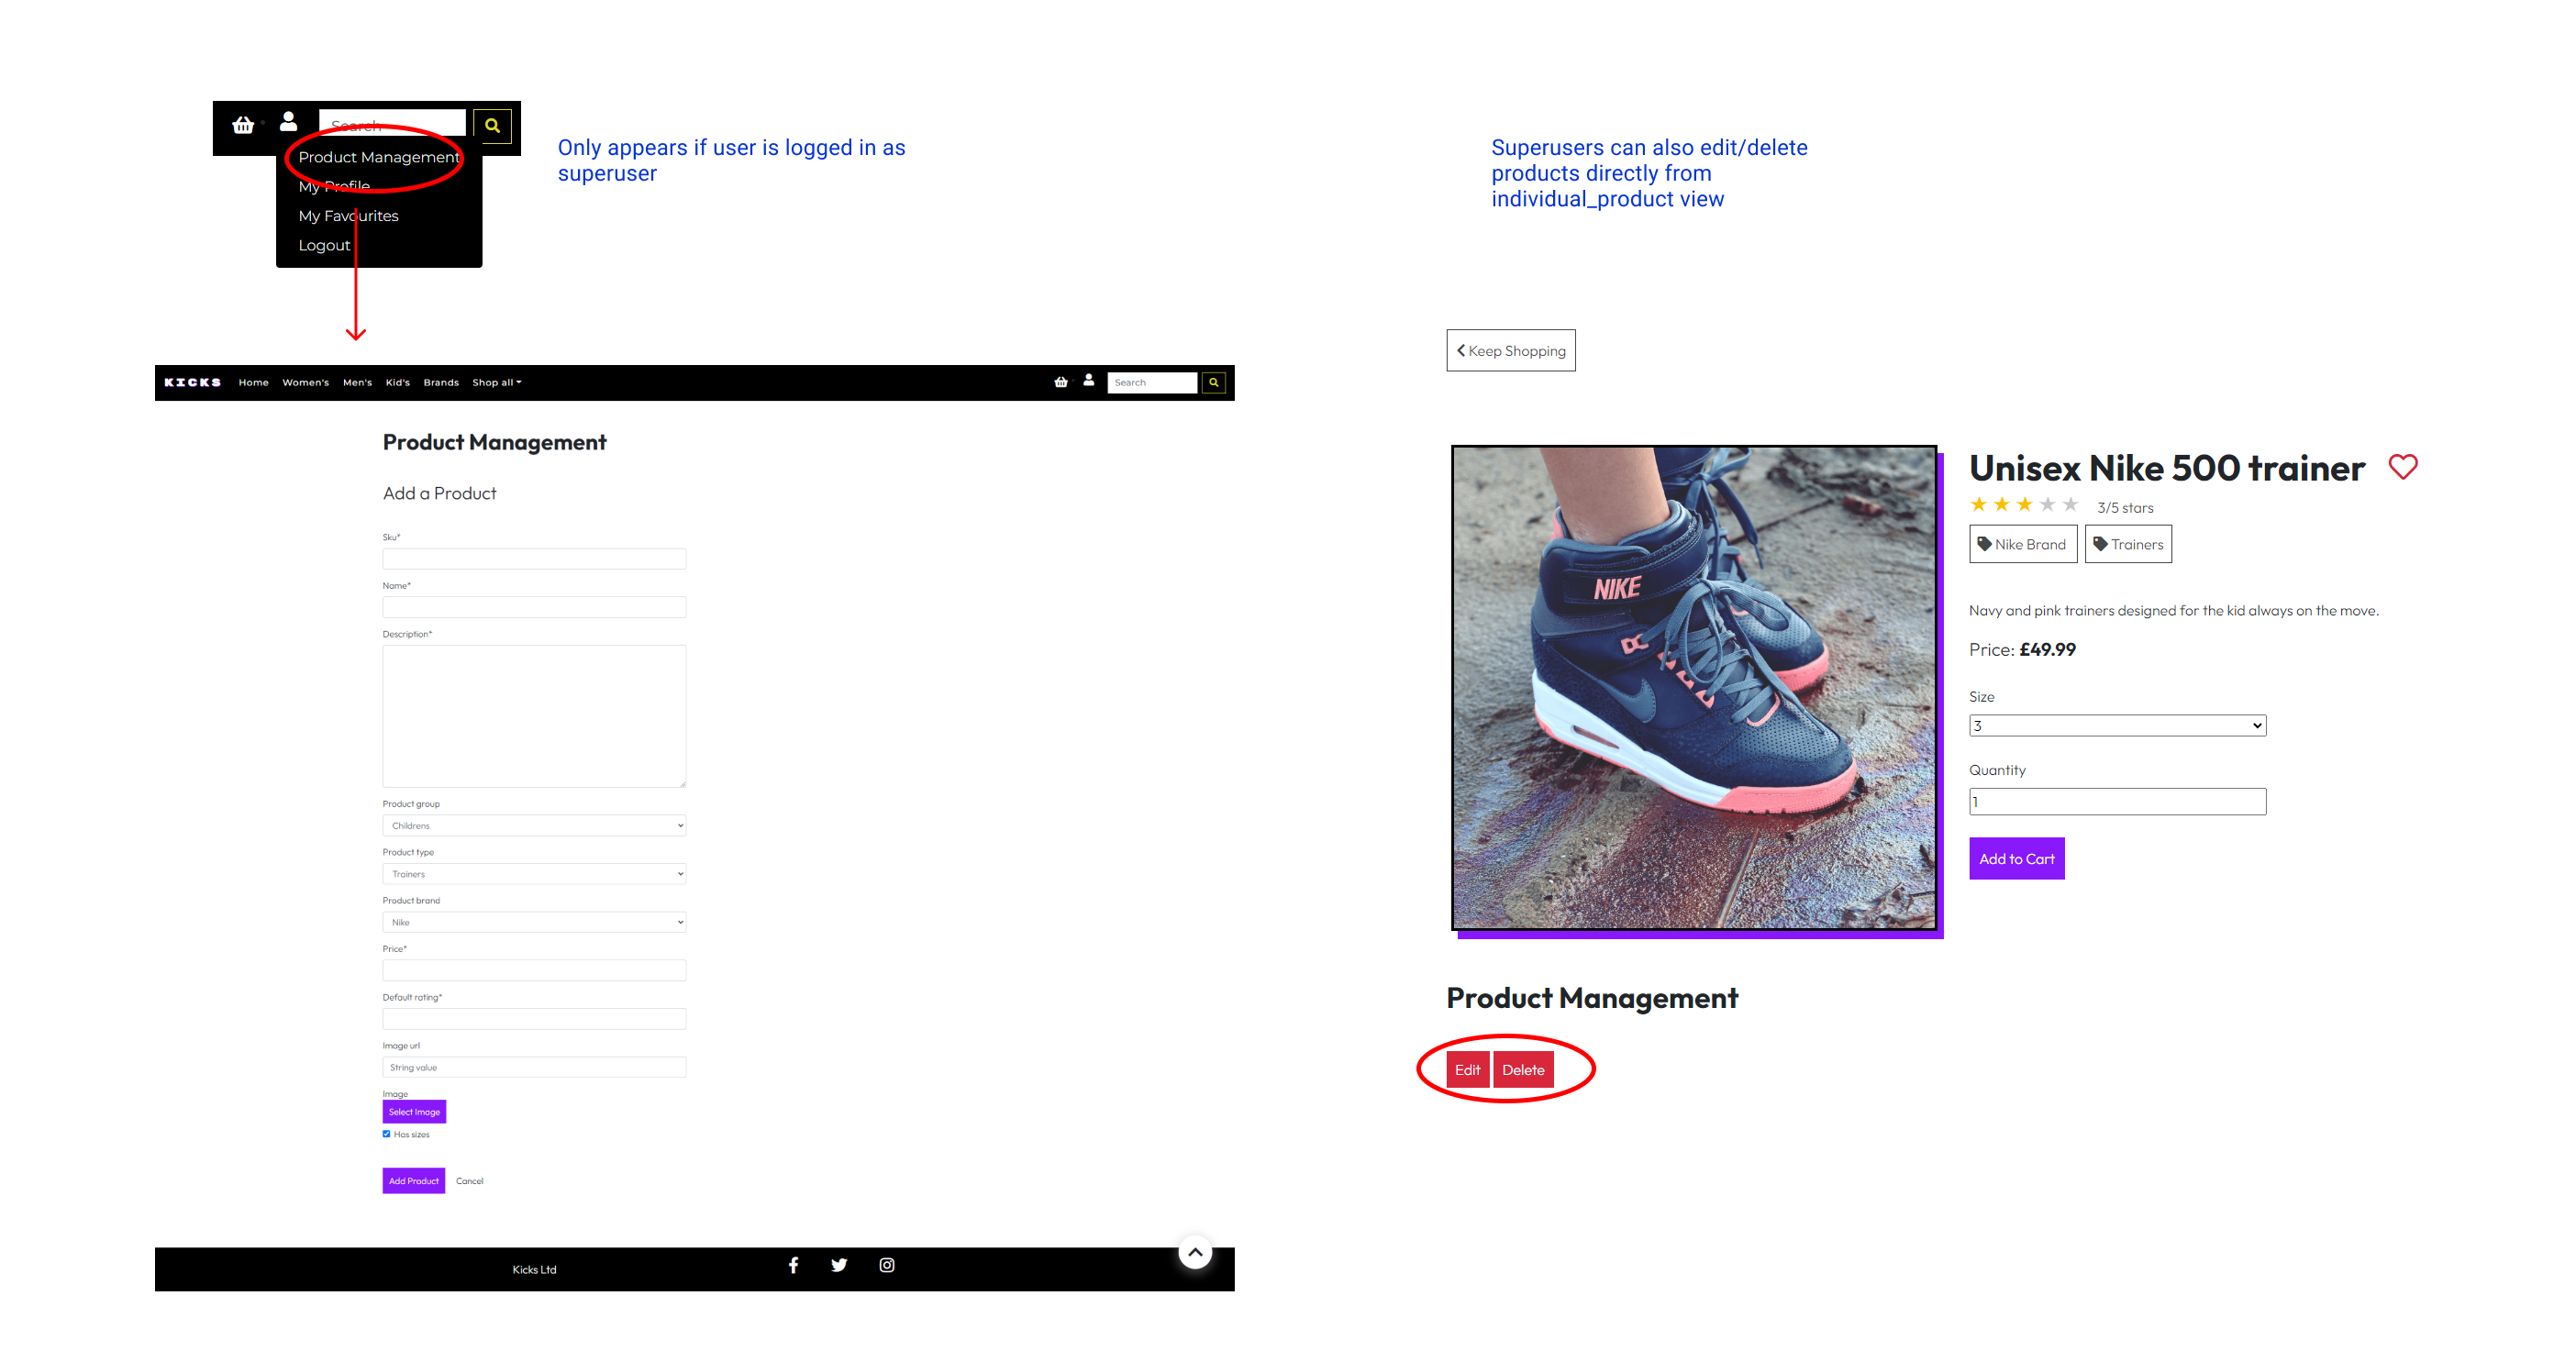 Search
Product Management
My Profile
My Favourites
Logout
Only appears if user is logged in as
superuser
KICKS Home Women's Men's Kid's Brands Shop all Search
Product Management
Add a Product
Sku*
Name*
Description*
Product group
Childrens
Product type
Trainers
Product brand
Nike
Price*
Default rating*
Image url
String value
Image
Select Image
Has sizes
Add Product Cancel
Kicks Ltd
Superusers can also edit/delete
products directly from
individual_product view
Keep Shopping
NIKE
Unisex Nike 500 trainer
3/5 stars
Nike Brand Trainers
Navy and pink trainers designed for the kid always on the move.
Price: £49.99
Size
3
Quantity
1
Add to Cart
Product Management
Edit Delete